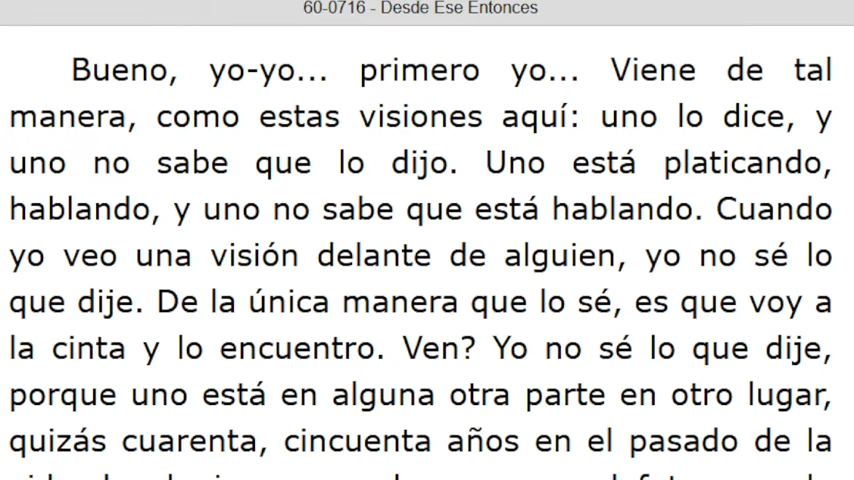 60-0716 - Desde Ese Entonces
Bueno, yo-yo... primero yo... Viene de tal
manera, como estas visiones aquí: uno lo dice, y
uno no sabe que lo dijo. Uno está platicando,
hablando, y uno no sabe que está hablando. Cuando
yo veo una visión delante de alguien, yo no sé lo
que dije. De la única manera que lo sé, es que voy a
la cinta y lo encuentro. Ven? Yo no sé lo que dije,
porque uno está en alguna otra parte en otro lugar,
quizás cuarenta, cincuenta años en el pasado de la